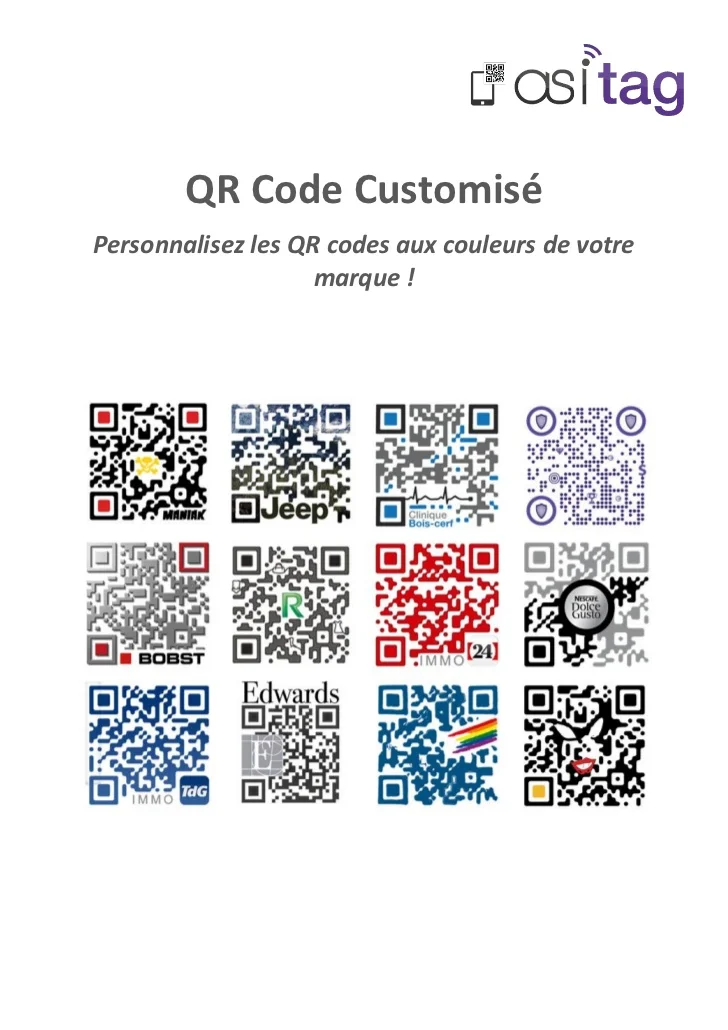 asitag
QR Code Customisé
Personnalisez les QR codes aux couleurs de votre
marque !
MANIAK
Jeep
Clinique
Bois-cerf
BOBST
R
IMMO [24]
NESCAFÉ.
Dolce
Gusto
IMMO TdG
Edwards
E